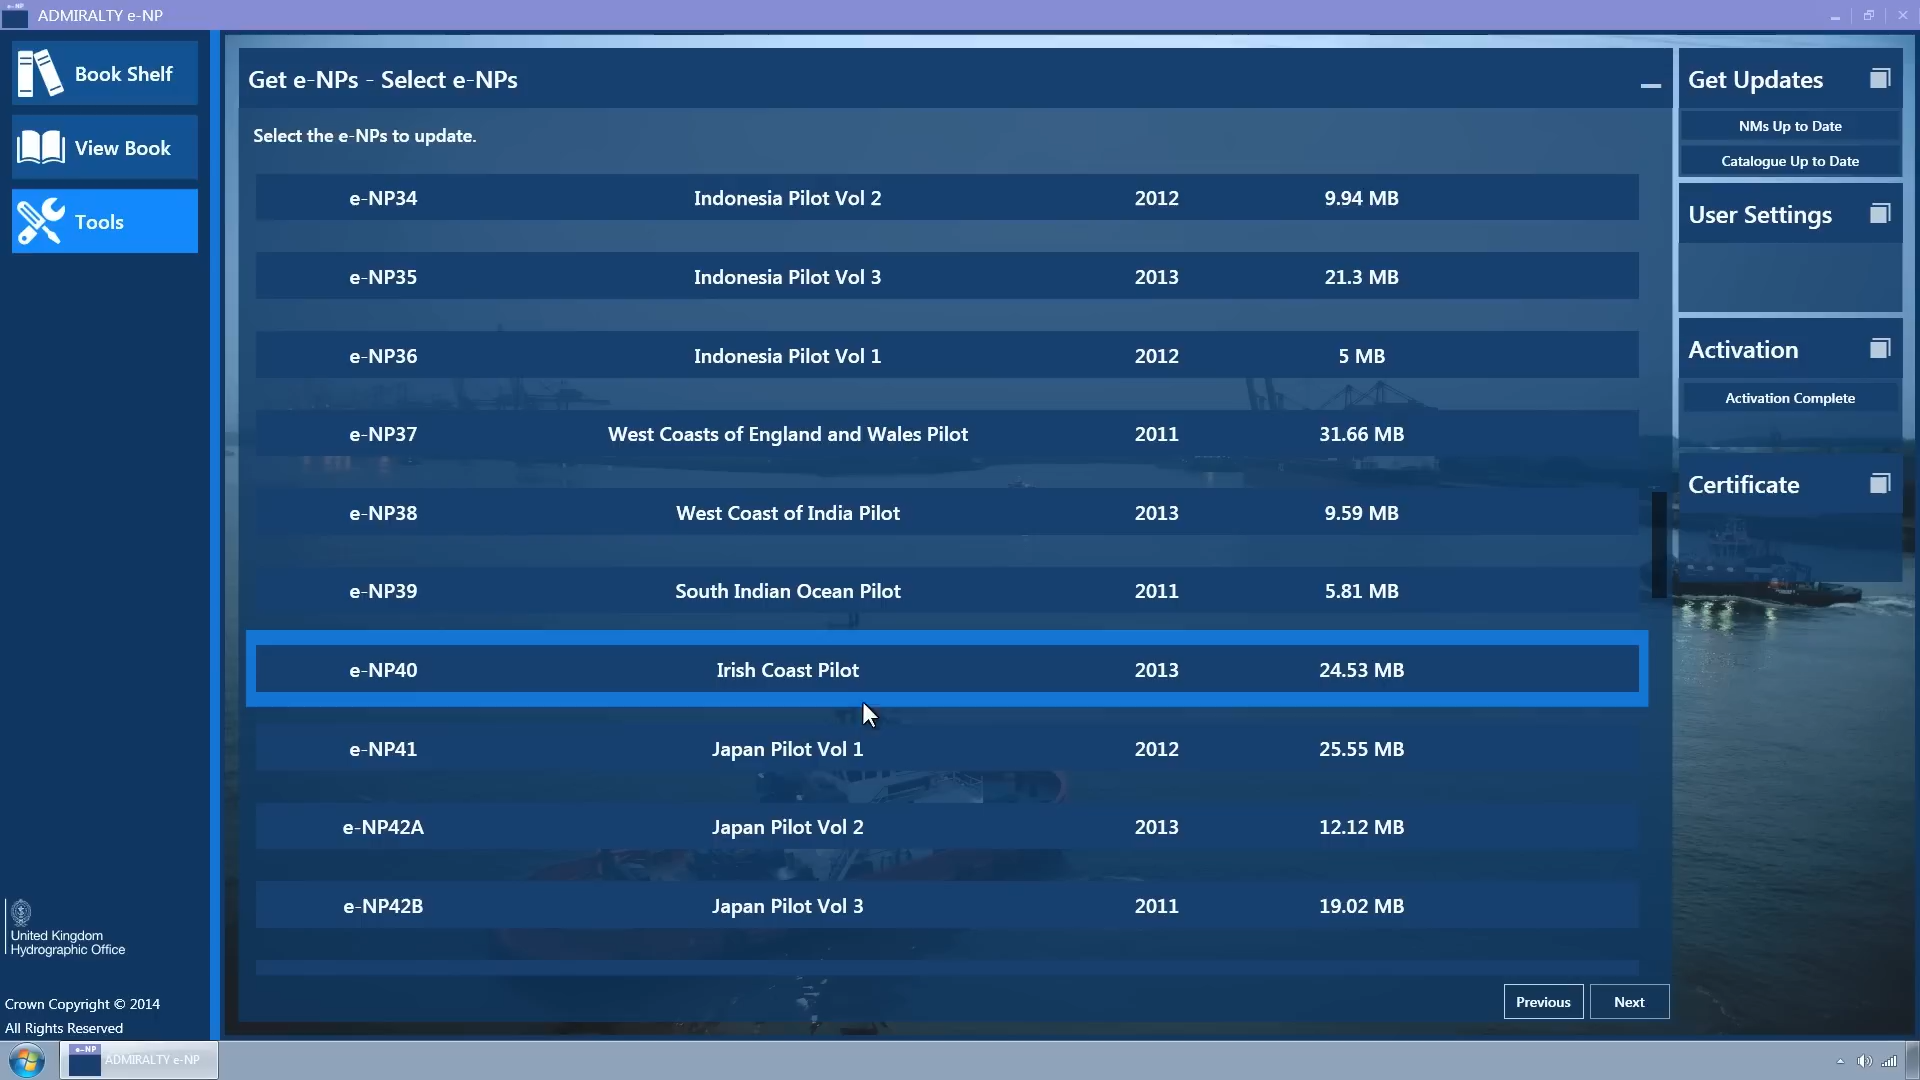 e-NP
ADMIRALTY e-NP
Book Shelf
View Book
Tools
Get e-NPs - Select e-NPs
Select the e-NPs to update.
e-NP34 Indonesia Pilot Vol 2 2012 9.94 MB
e-NP35 Indonesia Pilot Vol 3 2013 21.3 MB
e-NP36 Indonesia Pilot Vol 1 2012 5 MB
e-NP37 West Coasts of England and Wales Pilot 2011 31.66 MB
e-NP38 West Coast of India Pilot 2013 9.59 MB
e-NP39 South Indian Ocean Pilot 2011 5.81 MB
e-NP40 Irish Coast Pilot 2013 24.53 MB
e-NP41 Japan Pilot Vol 1 2012 25.55 MB
e-NP42A Japan Pilot Vol 2 2013 12.12 MB
e-NP42B Japan Pilot Vol 3 2011 19.02 MB
Previous Next
Get Updates
NMs Up to Date
Catalogue Up to Date
User Settings
Activation
Activation Complete
Certificate
United Kingdom
Hydrographic Office
Crown Copyright © 2014
All Rights Reserved
e-NP
ADMIRALTY e-NP